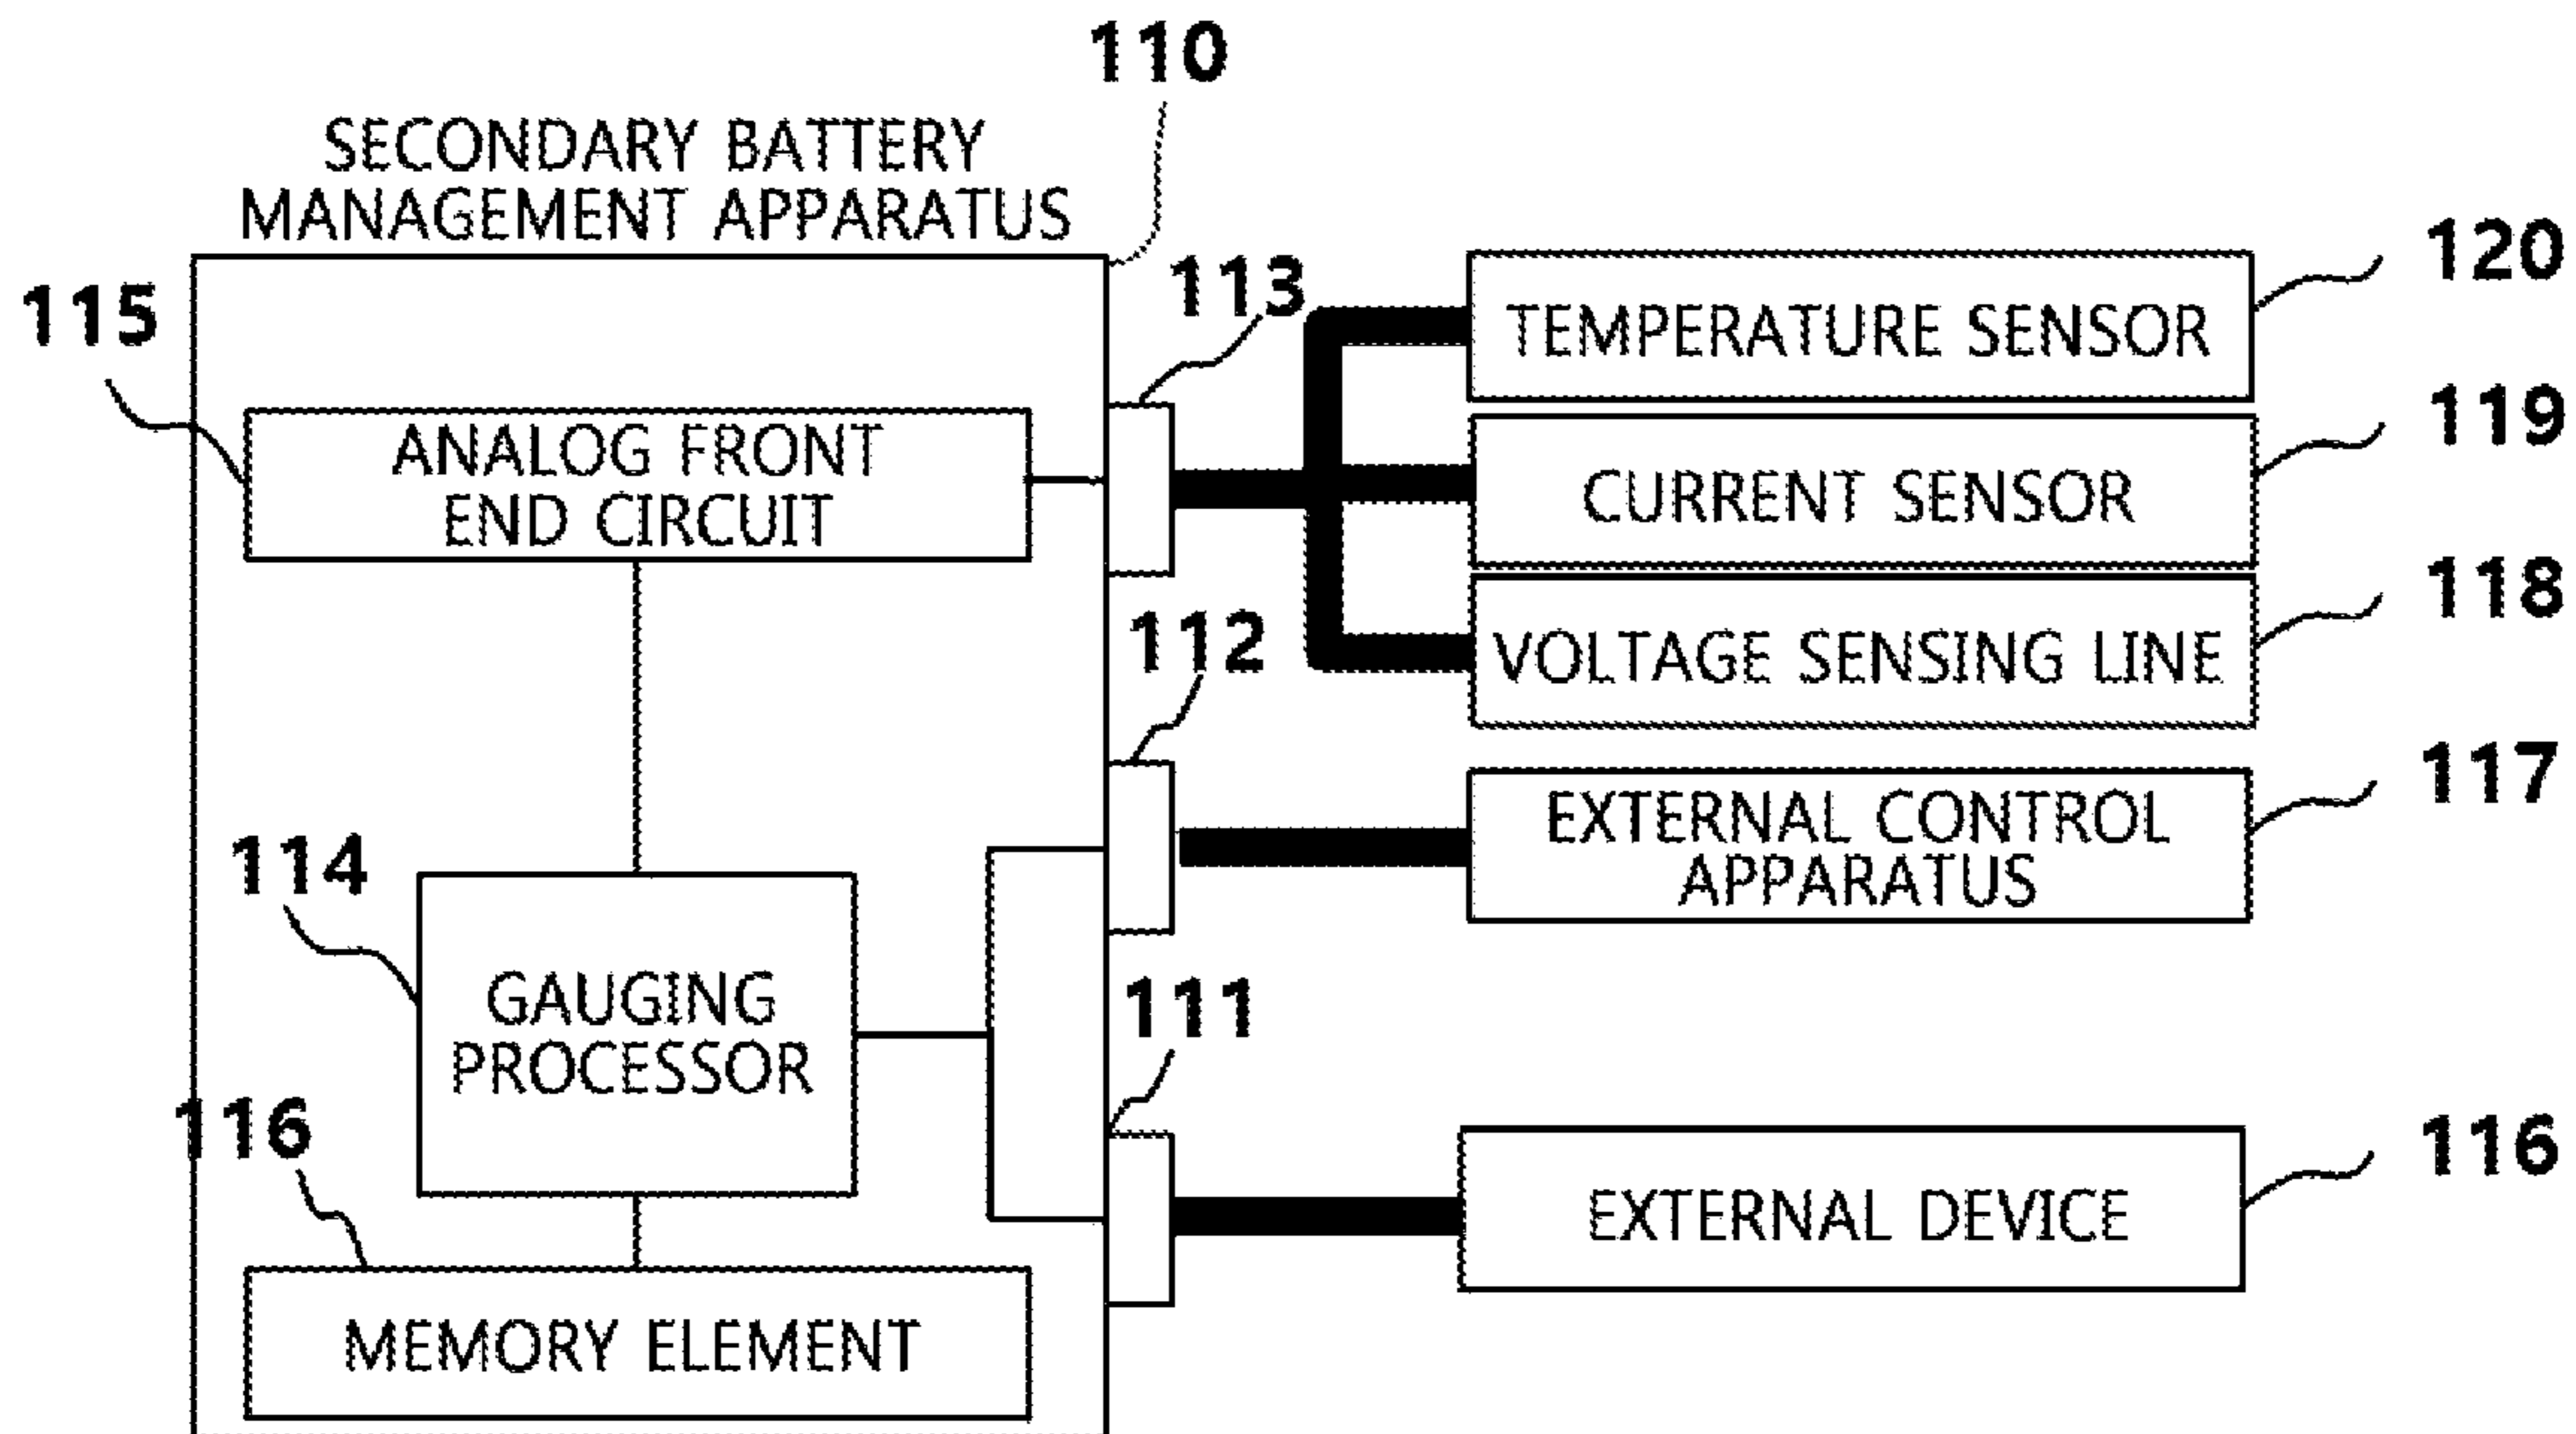 110
SECONDARY BATTERY
MANAGEMENT APPARATUS
113
120
115
TEMPERATURE SENSOR
119
ANALOG FRONT
END CIRCUIT
CURRENT SENSOR
118
112
VOLTAGE SENSING LINE
117
EXTERNAL CONTROL
APPARATUS
114
GAUGING
PROCESSOR
111
116
116
EXTERNAL DEVICE
MEMORY ELEMENT